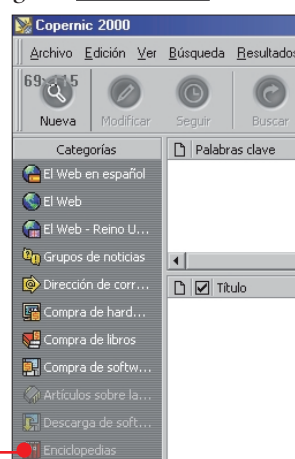 Copernic 2000
Archivo Edición Ver Búsqueda Resultados
69×115
Nueva Modificar Seguir Buscar
Categorías
Palabras clave
El Web en español
El Web
El Web - Reino U...
Grupos de noticias
Dirección de corr...
Título
Compra de hard...
Compra de libros
Compra de softw...
Artículos sobre la...
Descarga de soft...
Enciclopedias